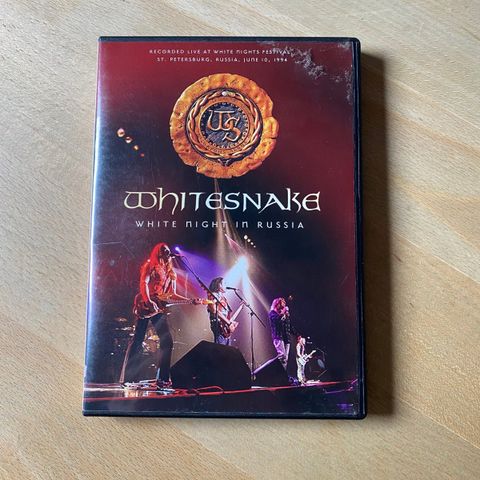 RECORDED LIVE AT WHITE NIGHTS FESTIVAL,
ST. PETERSBURG, RUSSIA, JUNE 10, 1994
WS
WHITESNAKE
WHITE NIGHT IN RUSSIA